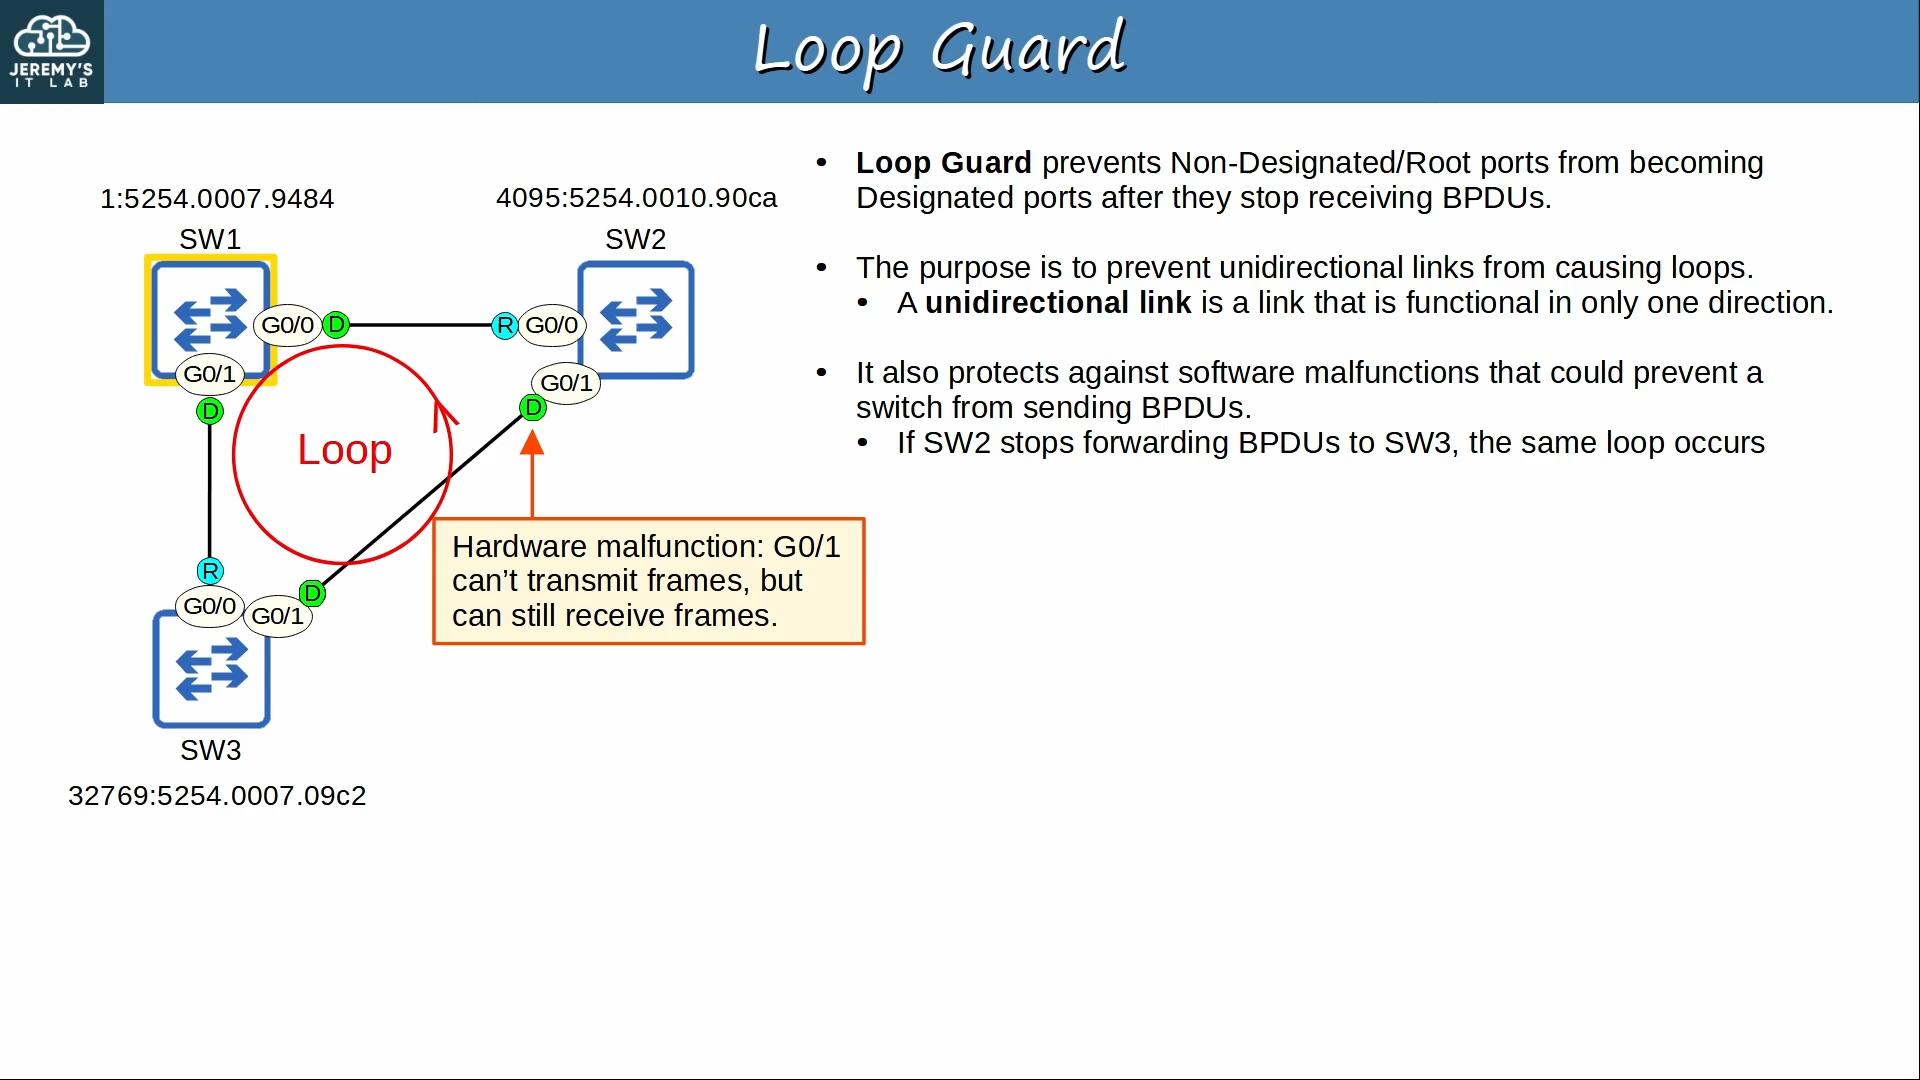 JEREMY'S
IT LAB
Loop Guard
1:5254.0007.9484
4095:5254.0010.90ca
SW1
SW2
G0/0
D
R
G0/0
G0/1
D
G0/1
D
Loop
R
G0/0
G0/1
D
Hardware malfunction: G0/1
can’t transmit frames, but
can still receive frames.
SW3
32769:5254.0007.09c2
• Loop Guard prevents Non-Designated/Root ports from becoming
Designated ports after they stop receiving BPDUs.
• The purpose is to prevent unidirectional links from causing loops.
• A unidirectional link is a link that is functional in only one direction.
• It also protects against software malfunctions that could prevent a
switch from sending BPDUs.
• If SW2 stops forwarding BPDUs to SW3, the same loop occurs